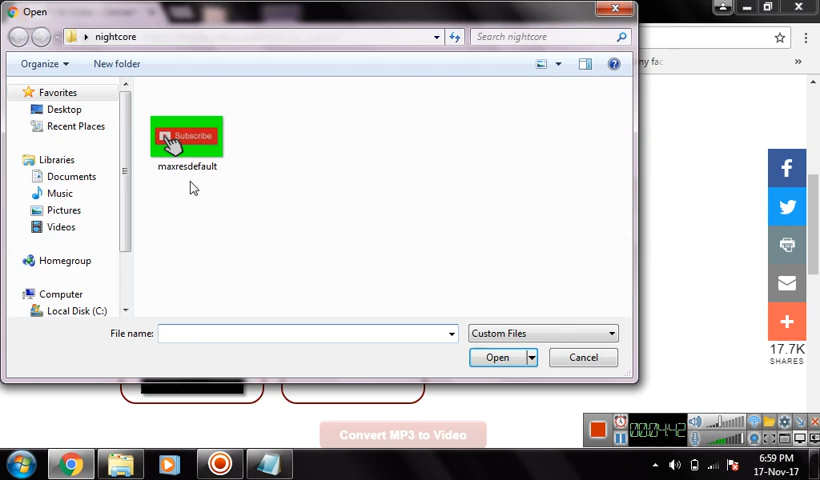 Open
nightcore
Search nightcore
Organize
New folder
Favorites
Desktop
Recent Places
Libraries
Documents
Music
Pictures
Videos
Homegroup
Computer
Local Disk (C:)
Subscribe
maxresdefault
File name:
Custom Files
Open
Cancel
17.7K
SHARES
Convert MP3 to Video
000442
6:59 PM
17-Nov-17